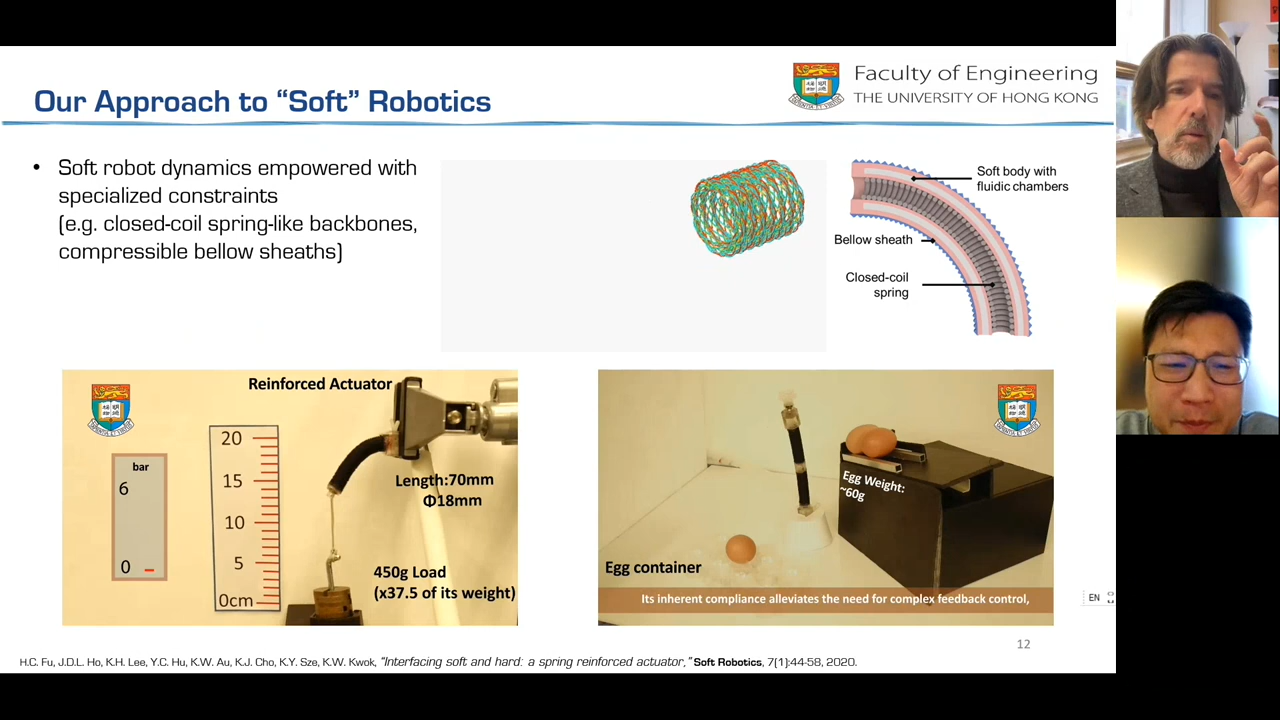 Our Approach to “Soft” Robotics
Faculty of Engineering
THE UNIVERSITY OF HONG KONG
• Soft robot dynamics empowered with
specialized constraints
(e.g. closed-coil spring-like backbones,
compressible bellow sheaths)
Soft body with
fluidic chambers
Bellow sheath
Closed-coil
spring
Reinforced Actuator
bar
6
0
20
15
10
5
0cm
Length:70mm
Φ18mm
450g Load
(x37.5 of its weight)
Egg Weight:
~60g
Egg container
Its inherent compliance alleviates the need for complex feedback control,
EN
12
H.C. Fu, J.D.L. Ho, K.H. Lee, Y.C. Hu, K.W. Au, K.J. Cho, K.Y. Sze, K.W. Kwok, “Interfacing soft and hard: a spring reinforced actuator,” Soft Robotics, 7(1):44-58, 2020.